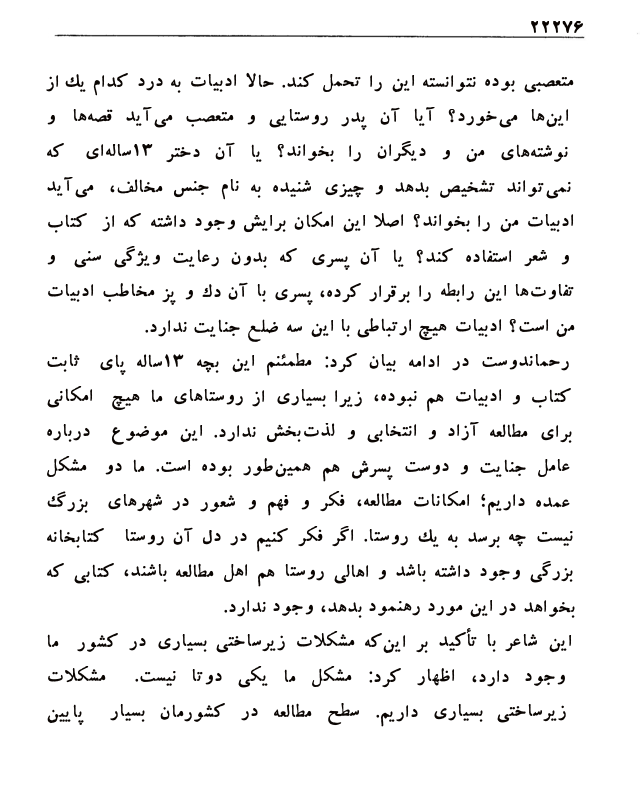 ۲۲۲۷۶
متعصبی بوده نتوانسته این را تحمل کند. حالا ادبیات به درد کدام یك از
این‌ها می‌خورد؟ آیا آن پدر روستایی و متعصب می‌آید قصه‌ها و
نوشته‌های من و دیگران را بخواند؟ یا آن دختر ۱۳ساله‌ای که
نمی‌تواند تشخیص بدهد و چیزی شنیده به نام جنس مخالف، می‌آید
ادبیات من را بخواند؟ اصلا این امکان برایش وجود داشته که از کتاب
و شعر استفاده کند؟ یا آن پسری که بدون رعایت ویژگی سنی و
تفاوت‌ها این رابطه را برقرار کرده، پسری با آن دك و پز مخاطب ادبیات
من است؟ ادبیات هیچ ارتباطی با این سه ضلع جنایت ندارد.
رحماندوست در ادامه بیان کرد: مطمئنم این بچه ۱۳ساله پای ثابت
کتاب و ادبیات هم نبوده، زیرا بسیاری از روستاهای ما هیچ امکانی
برای مطالعه آزاد و انتخابی و لذت‌بخش ندارد. این موضوع درباره
عامل جنایت و دوست پسرش هم همین‌طور بوده است. ما دو مشکل
عمده داریم؛ امکانات مطالعه، فکر و فهم و شعور در شهرهای بزرگ
نیست چه برسد به یك روستا. اگر فکر کنیم در دل آن روستا کتابخانه
بزرگی وجود داشته باشد و اهالی روستا هم اهل مطالعه باشند، کتابی که
بخواهد در این مورد رهنمود بدهد، وجود ندارد.
این شاعر با تأکید بر این‌که مشکلات زیرساختی بسیاری در کشور ما
وجود دارد، اظهار کرد: مشکل ما یکی دوتا نیست. مشکلات
زیرساختی بسیاری داریم. سطح مطالعه در کشورمان بسیار پایین